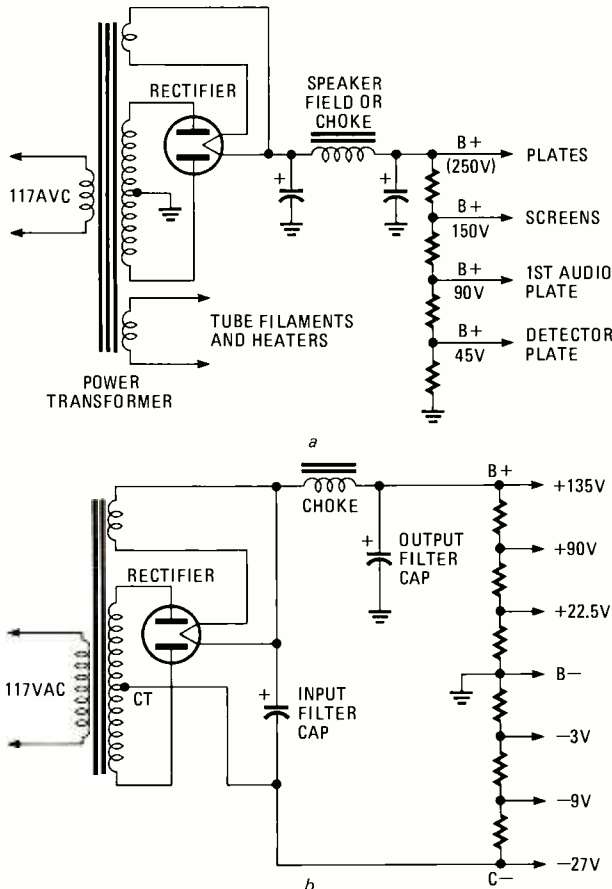 RECTIFIER
SPEAKER
FIELD OR
CHOKE
B+
(250V)
PLATES
117AVC
+
+
B+
150V
SCREENS
B+
90V
1ST AUDIO
PLATE
B+
45V
DETECTOR
PLATE
TUBE FILAMENTS
AND HEATERS
POWER
TRANSFORMER
a
CHOKE
B+
+135V
RECTIFIER
+
OUTPUT
FILTER
CAP
+90V
+22.5V
117VAC
CT
+
INPUT
FILTER
CAP
B—
—3V
—9V
—27V
C—
b